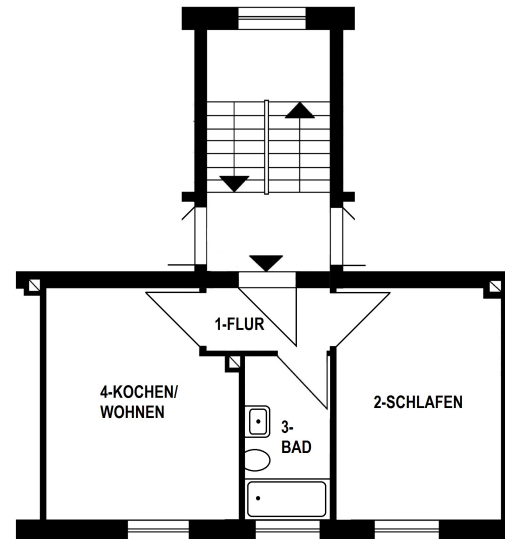 1-FLUR
4-KOCHEN/
WOHNEN
2-SCHLAFEN
3-
BAD